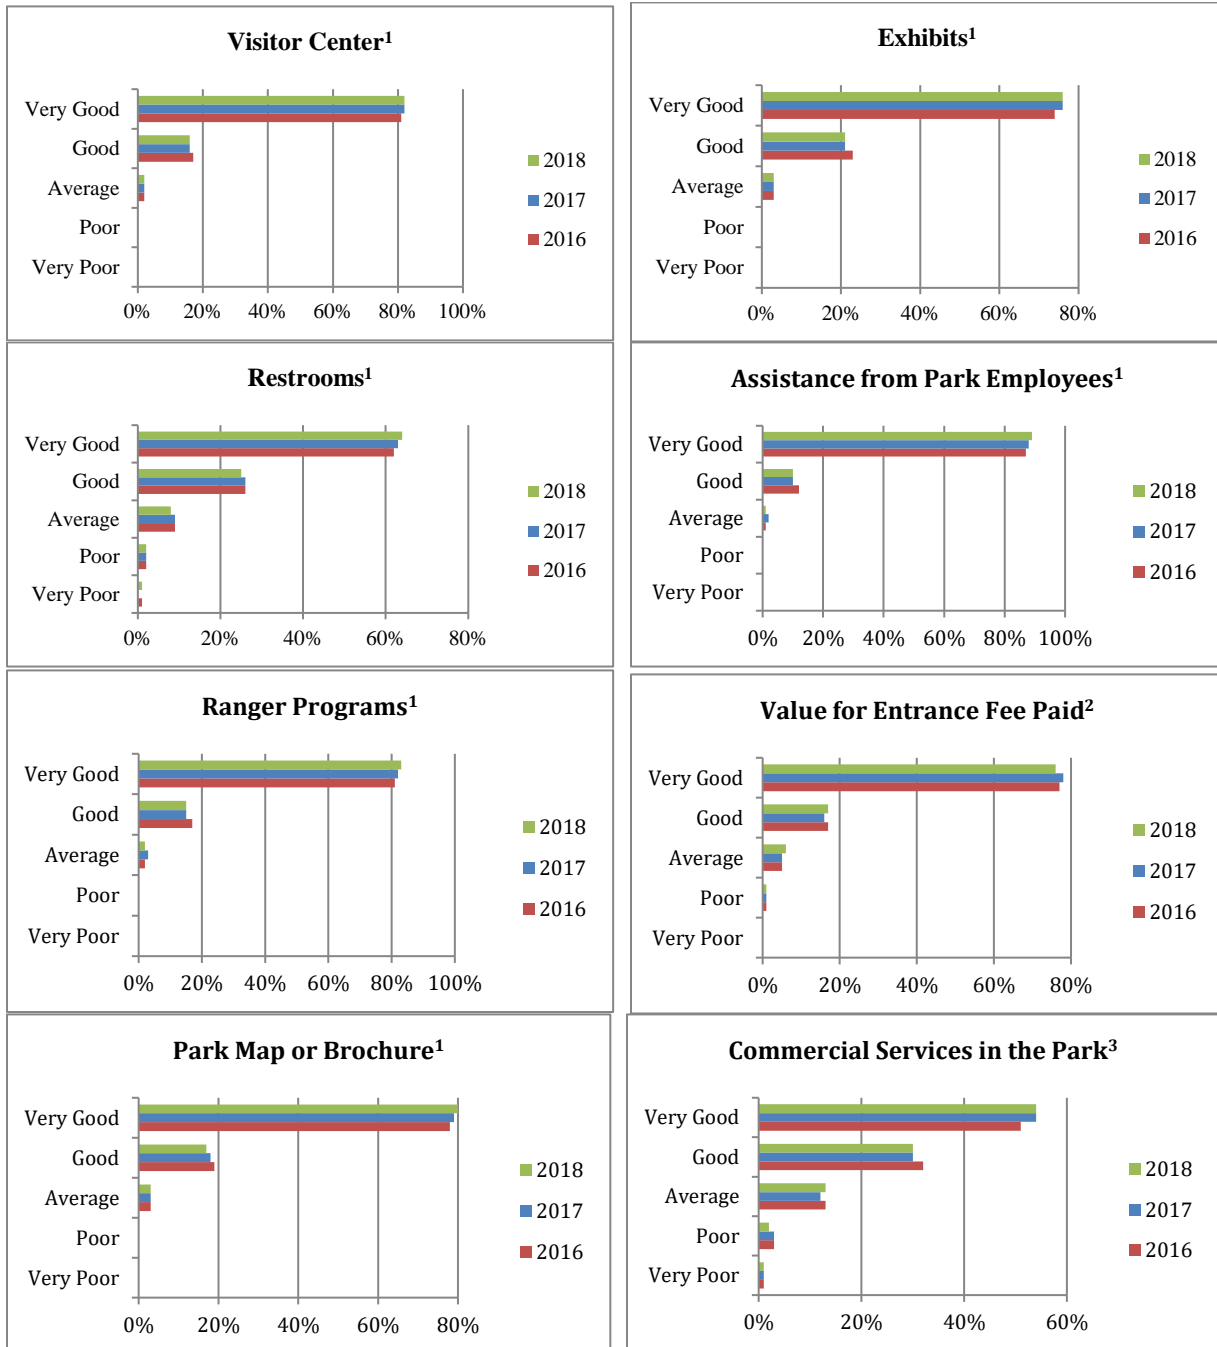 Visitor Center¹
Very Good
Good
Average
Poor
Very Poor
0% 20% 40% 60% 80% 100%
2018
2017
2016
Exhibits¹
Very Good
Good
Average
Poor
Very Poor
0% 20% 40% 60% 80%
2018
2017
2016
Restrooms¹
Very Good
Good
Average
Poor
Very Poor
0% 20% 40% 60% 80%
2018
2017
2016
Assistance from Park Employees¹
Very Good
Good
Average
Poor
Very Poor
0% 20% 40% 60% 80% 100%
2018
2017
2016
Ranger Programs¹
Very Good
Good
Average
Poor
Very Poor
0% 20% 40% 60% 80% 100%
2018
2017
2016
Value for Entrance Fee Paid²
Very Good
Good
Average
Poor
Very Poor
0% 20% 40% 60% 80%
2018
2017
2016
Park Map or Brochure¹
Very Good
Good
Average
Poor
Very Poor
0% 20% 40% 60% 80%
2018
2017
2016
Commercial Services in the Park³
Very Good
Good
Average
Poor
Very Poor
0% 20% 40% 60%
2018
2017
2016